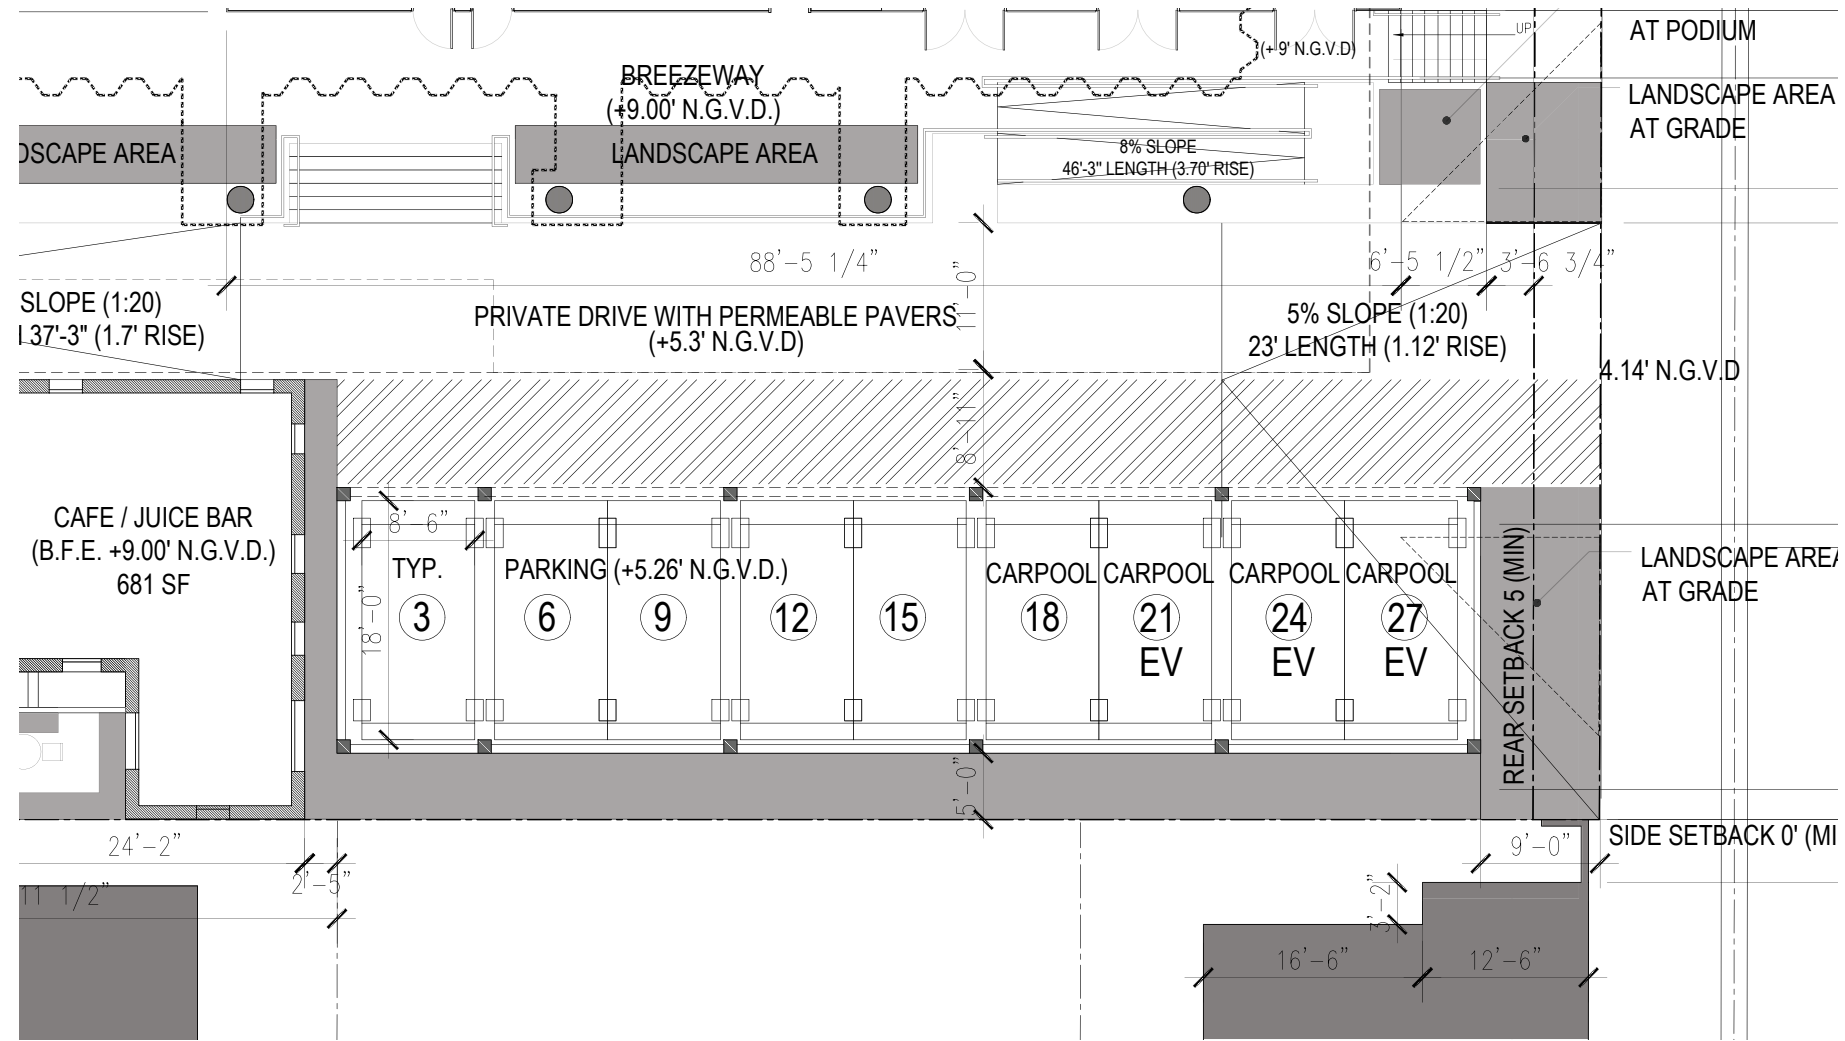 UP
AT PODIUM
(+ 9' N.G.V.D)
BREEZEWAY
(+9.00' N.G.V.D.)
LANDSCAPE AREA
AT GRADE
DSCAPE AREA
LANDSCAPE AREA
8% SLOPE
46'-3" LENGTH (3.70' RISE)
88'-5 1/4"
6'-5 1/2"
3'-6 3/4"
11'-0"
SLOPE (1:20)
37'-3" (1.7' RISE)
PRIVATE DRIVE WITH PERMEABLE PAVERS
(+5.3' N.G.V.D)
5% SLOPE (1:20)
23' LENGTH (1.12' RISE)
4.14' N.G.V.D
8'-11"
CAFE / JUICE BAR
(B.F.E. +9.00' N.G.V.D.)
681 SF
8'-6"
18'-0"
TYP.
PARKING (+5.26' N.G.V.D.)
CARPOOL
CARPOOL
CARPOOL
CARPOOL
3
6
9
12
15
18
21
24
27
EV
EV
EV
REAR SETBACK 5 (MIN)
LANDSCAPE AREA
AT GRADE
5'-0"
24'-2"
2'-5"
11 1/2"
9'-0"
SIDE SETBACK 0' (MI
3'-2"
16'-6"
12'-6"